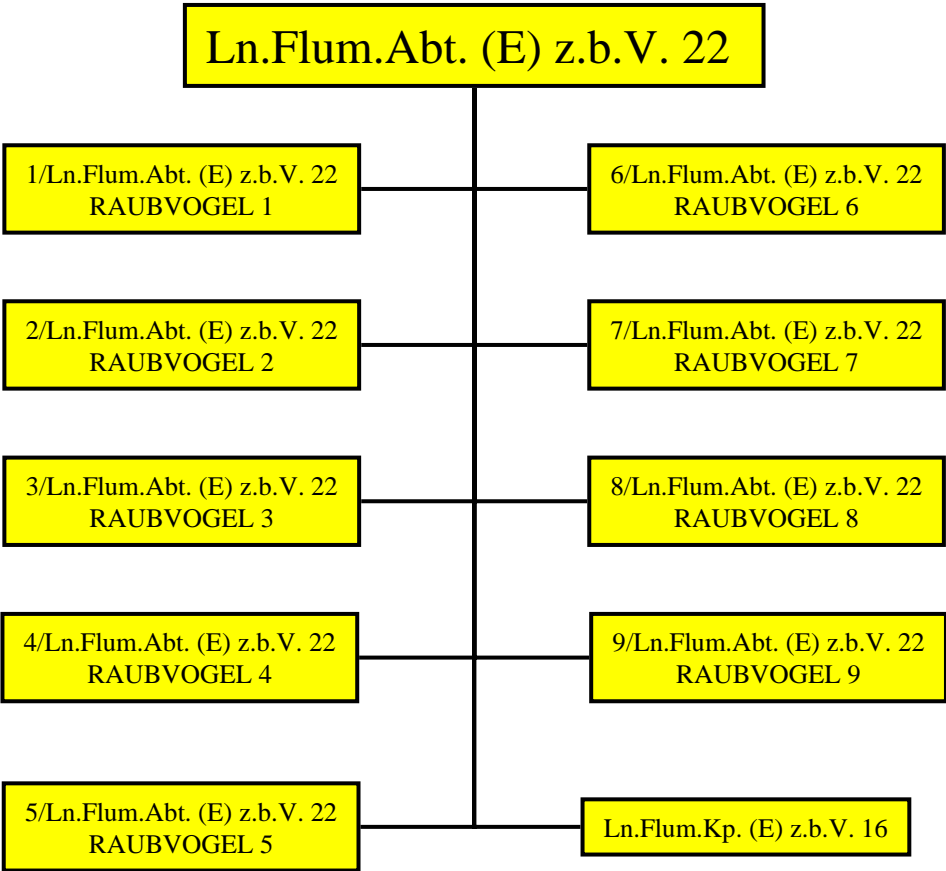 Ln.Flum.Abt. (E) z.b.V. 22
1/Ln.Flum.Abt. (E) z.b.V. 22
RAUBVOGEL 1
2/Ln.Flum.Abt. (E) z.b.V. 22
RAUBVOGEL 2
3/Ln.Flum.Abt. (E) z.b.V. 22
RAUBVOGEL 3
4/Ln.Flum.Abt. (E) z.b.V. 22
RAUBVOGEL 4
5/Ln.Flum.Abt. (E) z.b.V. 22
RAUBVOGEL 5
6/Ln.Flum.Abt. (E) z.b.V. 22
RAUBVOGEL 6
7/Ln.Flum.Abt. (E) z.b.V. 22
RAUBVOGEL 7
8/Ln.Flum.Abt. (E) z.b.V. 22
RAUBVOGEL 8
9/Ln.Flum.Abt. (E) z.b.V. 22
RAUBVOGEL 9
Ln.Flum.Kp. (E) z.b.V. 16